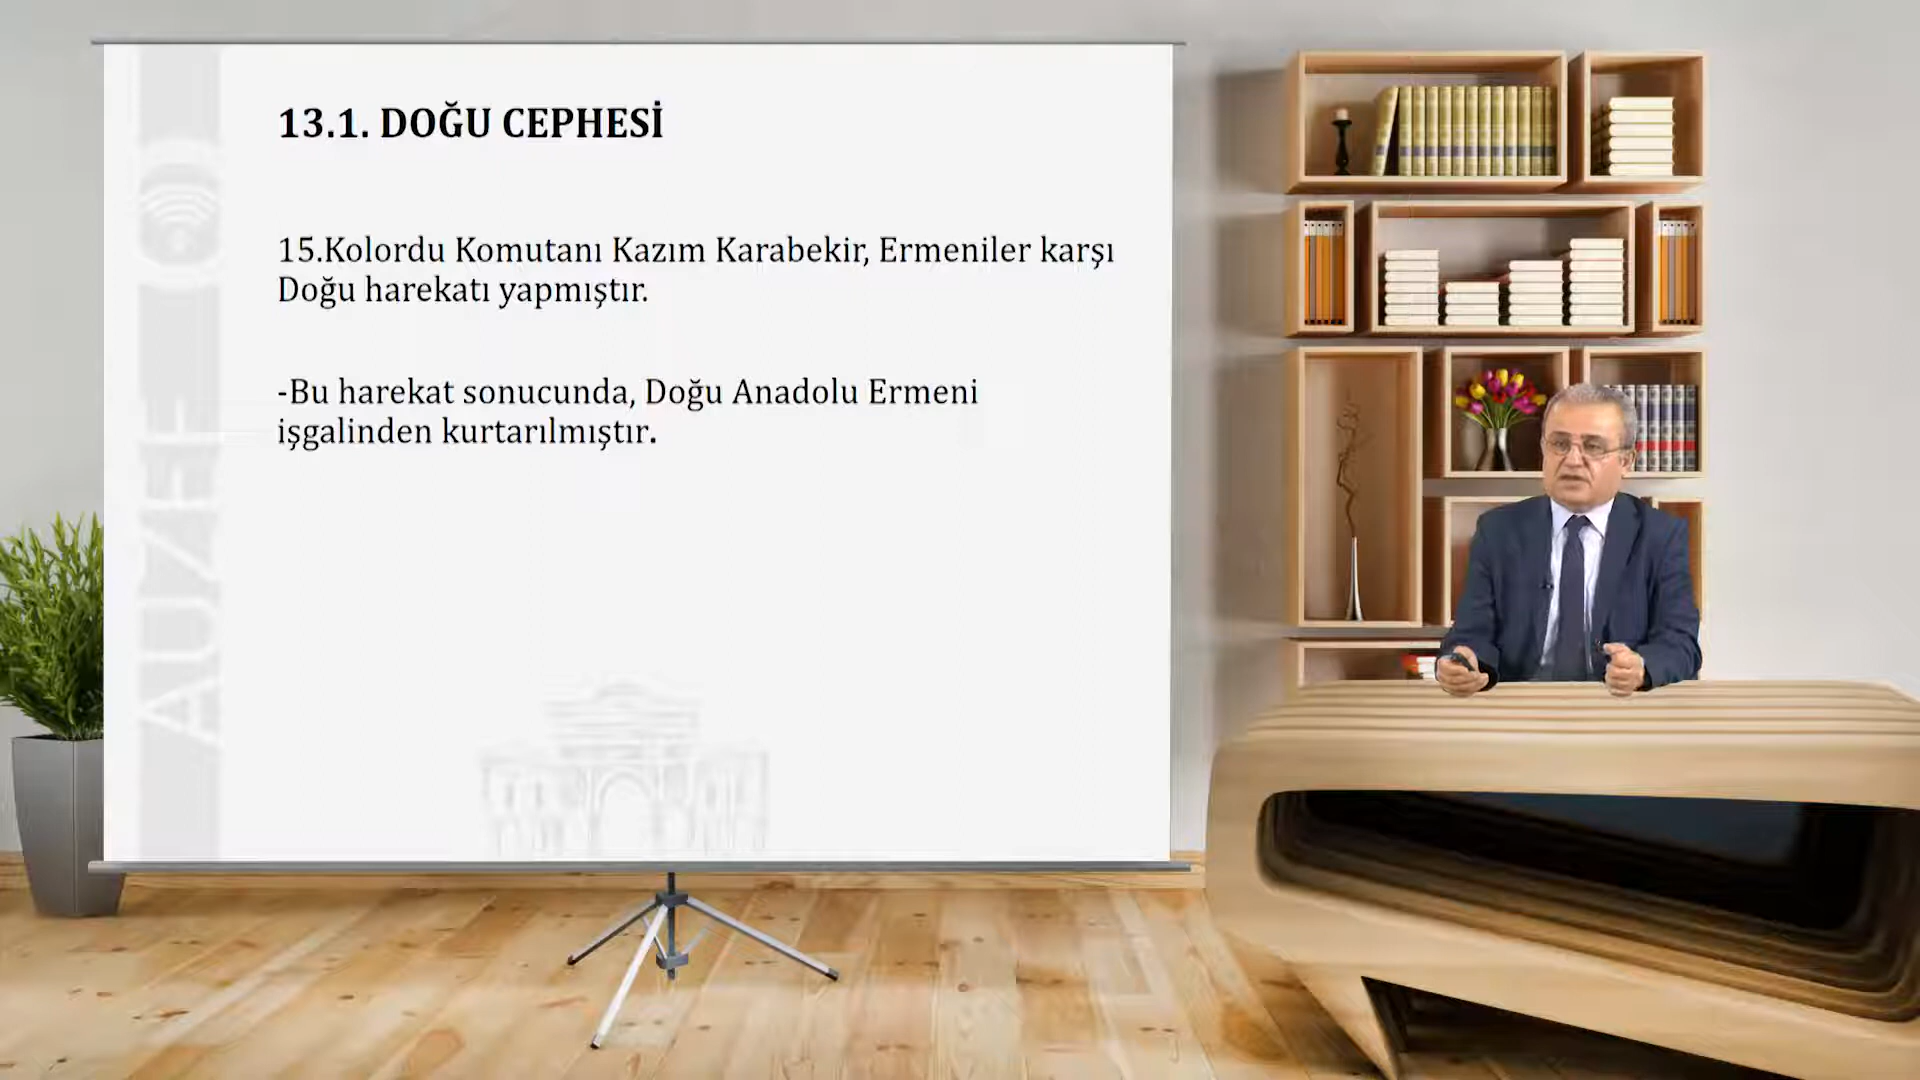 13.1. DOĞU CEPHESİ
15.Kolordu Komutanı Kazım Karabekir, Ermeniler karşı
Doğu harekatı yapmıştır.
-Bu harekat sonucunda, Doğu Anadolu Ermeni
işgalinden kurtarılmıştır.
AUZEF